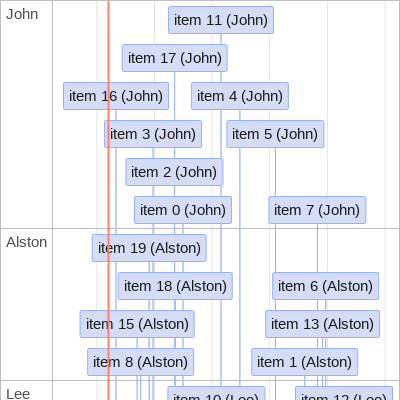 John
item 11 (John)
item 17 (John)
item 16 (John)
item 4 (John)
item 3 (John)
item 5 (John)
item 2 (John)
item 0 (John)
item 7 (John)
Alston
item 19 (Alston)
item 18 (Alston)
item 6 (Alston)
item 15 (Alston)
item 13 (Alston)
item 8 (Alston)
item 1 (Alston)
Lee
item 10 (Lee)
item 12 (Lee)